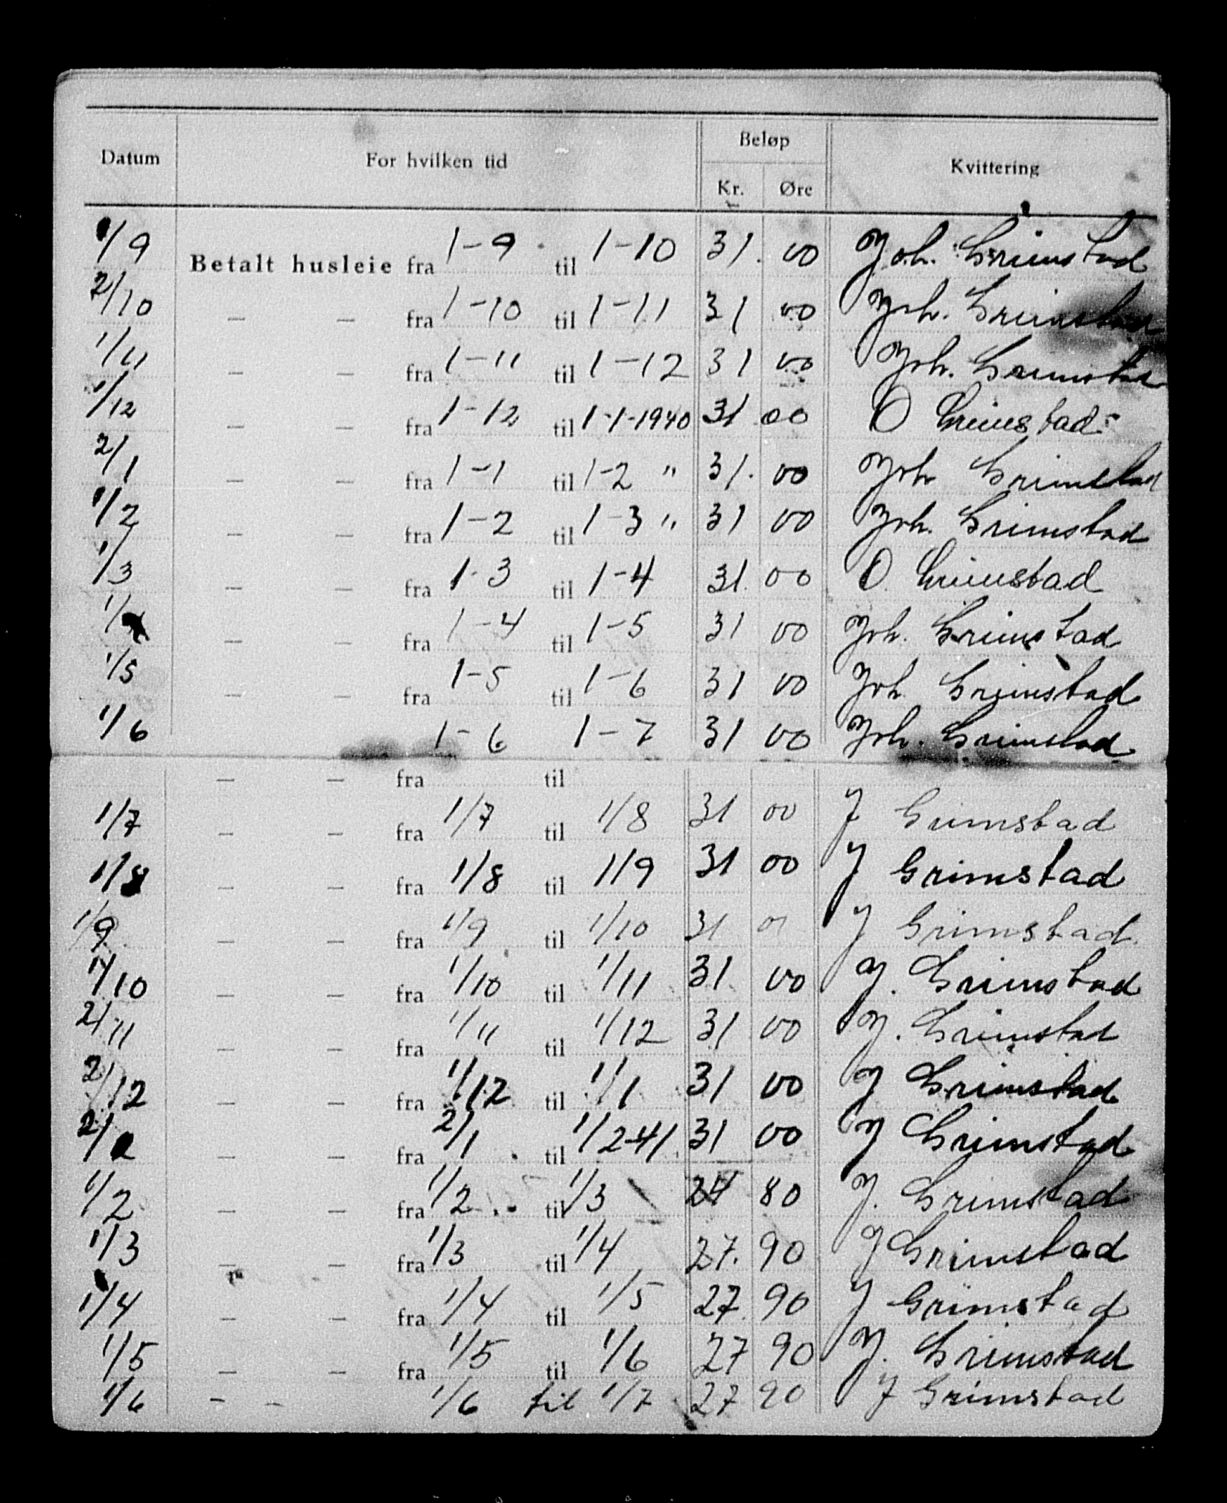 Datum For hvilken tid Beløp Kvittering
Kr. Øre
1/9 Betalt husleie fra 1-9 til 1-10 31. 00 Joh. Grimstad
2/10 — — fra 1-10 til 1-11 31 00 Joh. Grimstad
1/11 — — fra 1-11 til 1-12 31 00 Joh. Grimstad
1/12 — — fra 1-12 til 1-1-1940 31 00 O Grimstad
2/1 — — fra 1-1 til 1-2 " 31. 00 Joh Grimstad
1/2 — — fra 1-2 til 1-3 " 31 00 Joh. Grimstad
1/3 — — fra 1-3 til 1-4 31. 00 O. Grimstad
1/4 — — fra 1-4 til 1-5 31 00 Joh. Grimstad
1/5 — — fra 1-5 til 1-6 31 00 Joh. Grimstad
1/6 1-6 1-7 31 00 Joh. Grimstad
— — fra til
1/7 — — fra 1/7 til 1/8 31 00 J Grimstad
1/8 — — fra 1/8 til 1/9 31 00 J Grimstad
1/9 — — fra 1/9 til 1/10 31 J Grimstad
1/10 — — fra 1/10 til 1/11 31 00 J. Grimstad
2/11 — — fra 1/11 til 1/12 31 00 J. Grimstad
2/12 — — fra 1/12 til 1/1 31 00 J Grimstad
— — fra 2/1 til 1/2-41. 31 00 J Grimstad
1/2 — — fra 1/2 til 1/3 80 J. Grimstad
1/3 — — fra 1/3 til 1/4 27. 90 J Grimstad
1/4 — — fra 1/4 til 1/5 27. 90 J Grimstad
1/5 — — fra 1/5 til 1/6 27 90 J. Grimstad
1/6 - - 1/6 til 1/7 27 90 J Grimstad